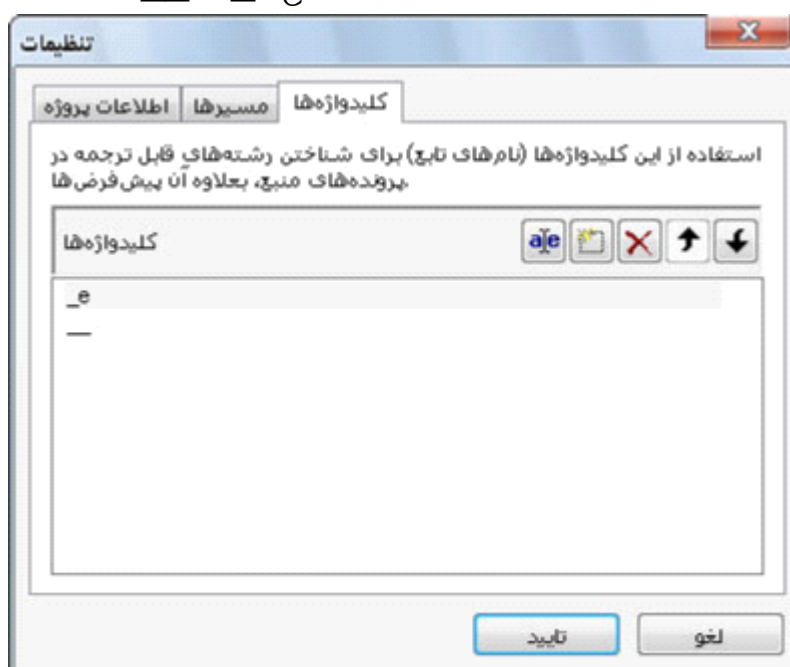 تنظیمات
کلیدواژه‌ها مسیرها اطلاعات پروژه
استفاده از این کلیدواژه‌ها (نام‌های تابع) برای شناختن رشته‌های قابل ترجمه در
پرونده‌های منبع، بعلاوه آن پیش‌فرض‌ها.
کلیدواژه‌ها
_e
__
تایید لغو